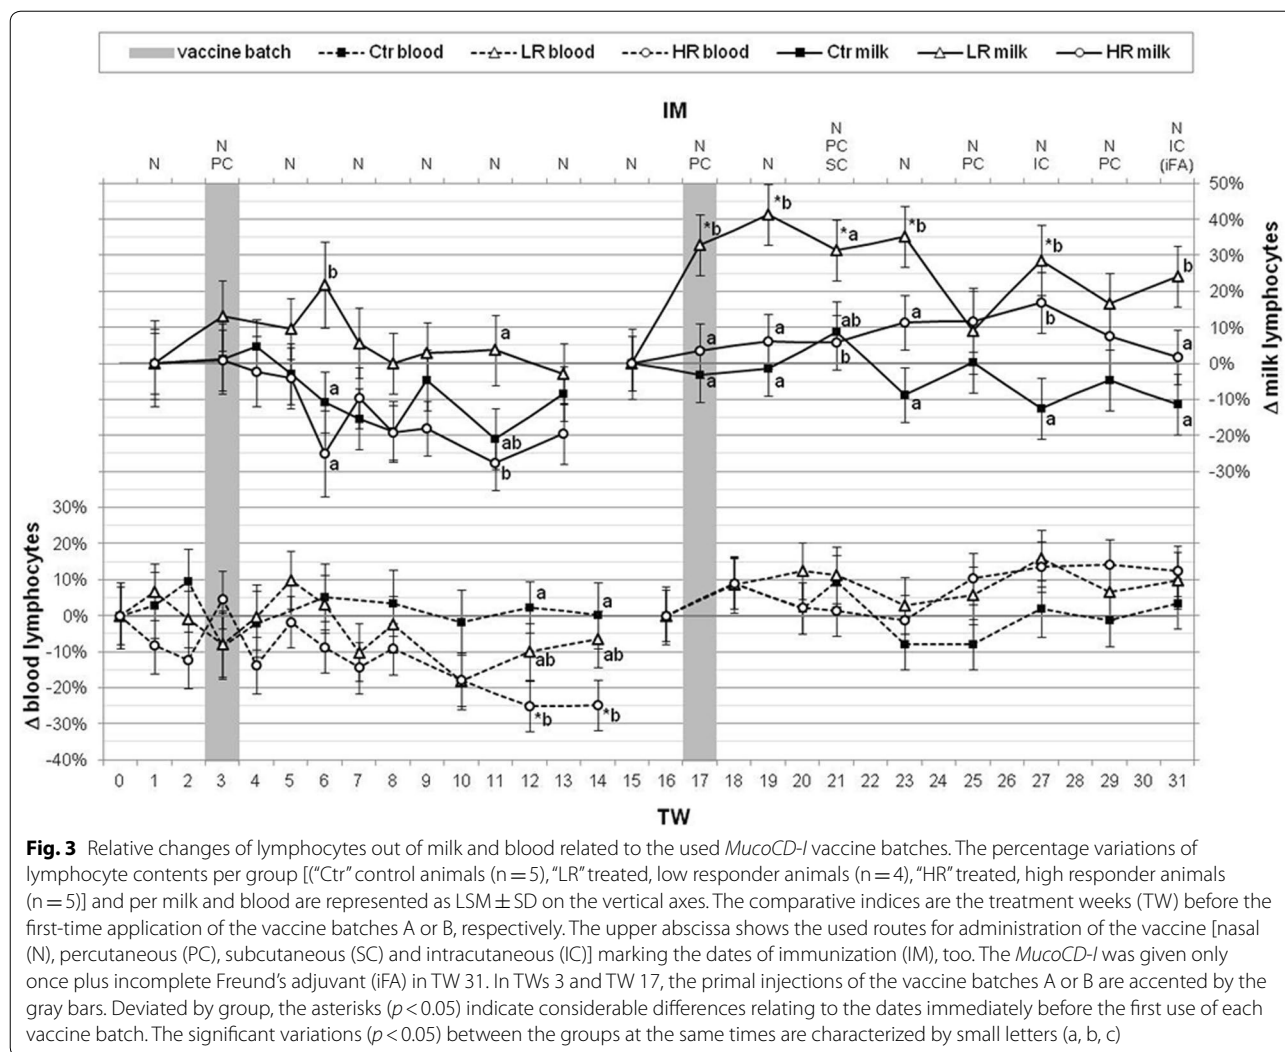 vaccine batch Ctr blood LR blood HR blood Ctr milk LR milk HR milk
IM
N N PC N N N N N N N PC N N PC SC N N PC N IC N PC N IC (iFA)
50%
40%
30%
20%
10%
0%
-10%
-20%
-30%
Δ milk lymphocytes
b
a
a
a
ab
b
*b
*b
*a
*b
*b
b
a
a
a
a
ab
b
a
a
b
a
a
a
Δ blood lymphocytes
30%
20%
10%
0%
-10%
-20%
-30%
-40%
a
a
ab
ab
*b
*b
0 1 2 3 4 5 6 7 8 9 10 11 12 13 14 15 16 17 18 19 20 21 22 23 24 25 26 27 28 29 30 31
TW
Fig. 3 Relative changes of lymphocytes out of milk and blood related to the used MucoCD-I vaccine batches. The percentage variations of
lymphocyte contents per group [(“Ctr” control animals (n = 5), “LR” treated, low responder animals (n = 4), “HR” treated, high responder animals
(n = 5)] and per milk and blood are represented as LSM ± SD on the vertical axes. The comparative indices are the treatment weeks (TW) before the
first-time application of the vaccine batches A or B, respectively. The upper abscissa shows the used routes for administration of the vaccine [nasal
(N), percutaneous (PC), subcutaneous (SC) and intracutaneous (IC)] marking the dates of immunization (IM), too. The MucoCD-I was given only
once plus incomplete Freund’s adjuvant (iFA) in TW 31. In TWs 3 and TW 17, the primal injections of the vaccine batches A or B are accented by the
gray bars. Deviated by group, the asterisks (p < 0.05) indicate considerable differences relating to the dates immediately before the first use of each
vaccine batch. The significant variations (p < 0.05) between the groups at the same times are characterized by small letters (a, b, c)